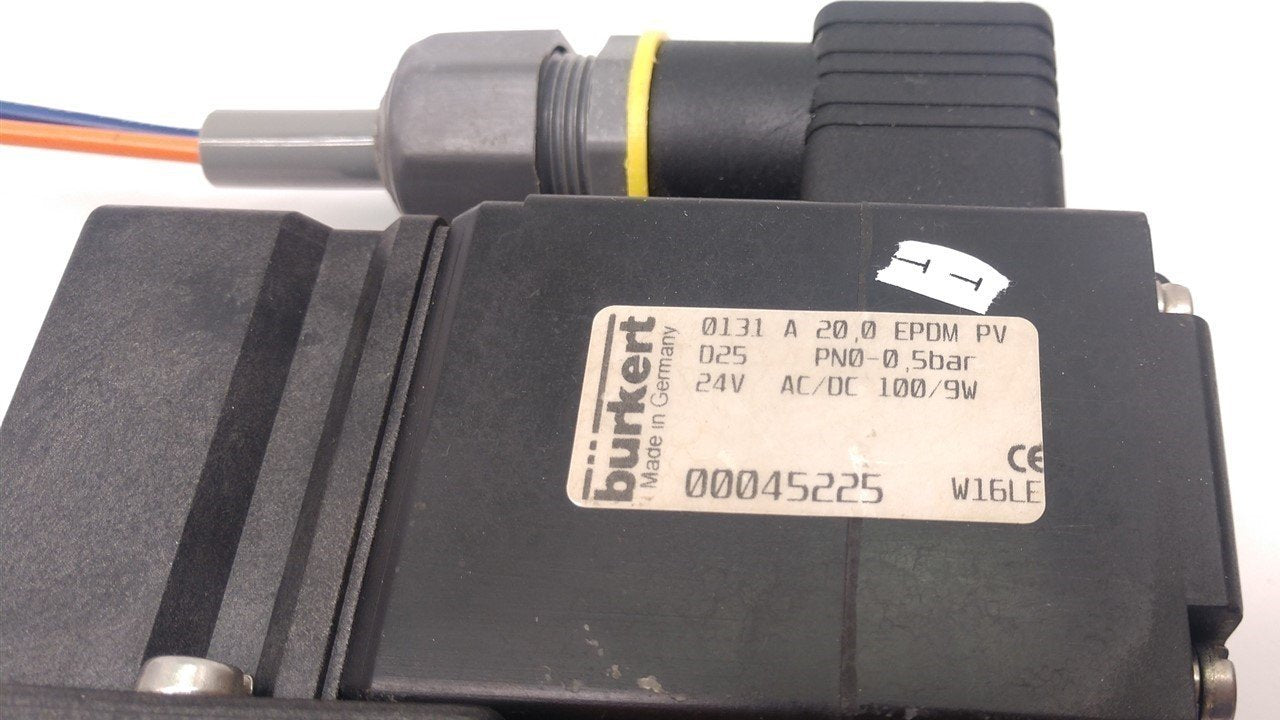 bürkert
Made in Germany
0131 A 20,0 EPDM PV
D25 PN0-0,5bar
24V AC/DC 100/9W
CE
00045225 W16LE